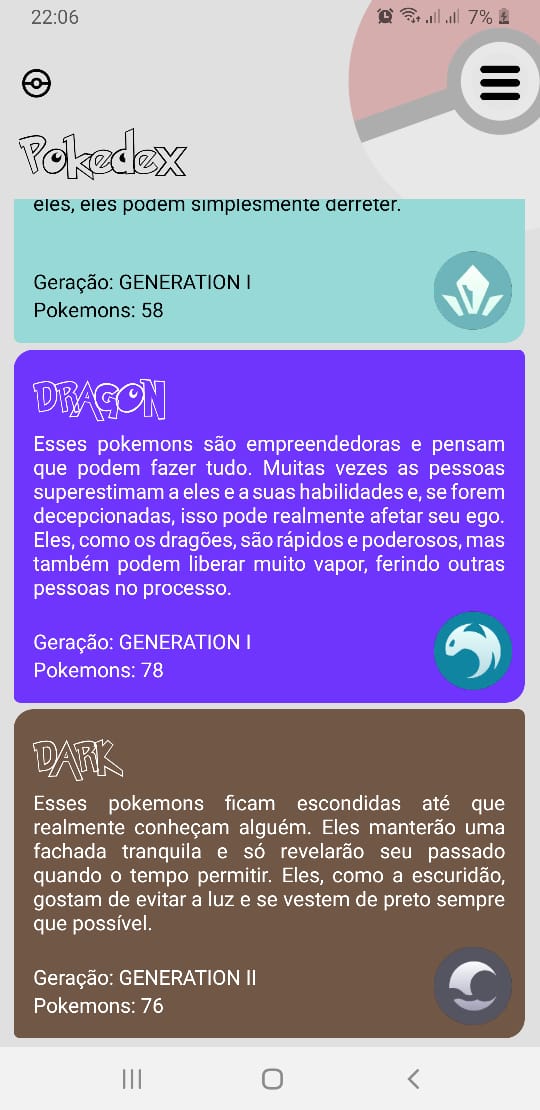 22:06
7%
Pokedex
eles, eles podem simplesmente derreter.
Geração: GENERATION I
Pokemons: 58
DRAGON
Esses pokemons são empreendedoras e pensam
que podem fazer tudo. Muitas vezes as pessoas
superestimam a eles e a suas habilidades e, se forem
decepcionadas, isso pode realmente afetar seu ego.
Eles, como os dragões, são rápidos e poderosos, mas
também podem liberar muito vapor, ferindo outras
pessoas no processo.
Geração: GENERATION I
Pokemons: 78
DARK
Esses pokemons ficam escondidas até que
realmente conheçam alguém. Eles manterão uma
fachada tranquila e só revelarão seu passado
quando o tempo permitir. Eles, como a escuridão,
gostam de evitar a luz e se vestem de preto sempre
que possível.
Geração: GENERATION II
Pokemons: 76